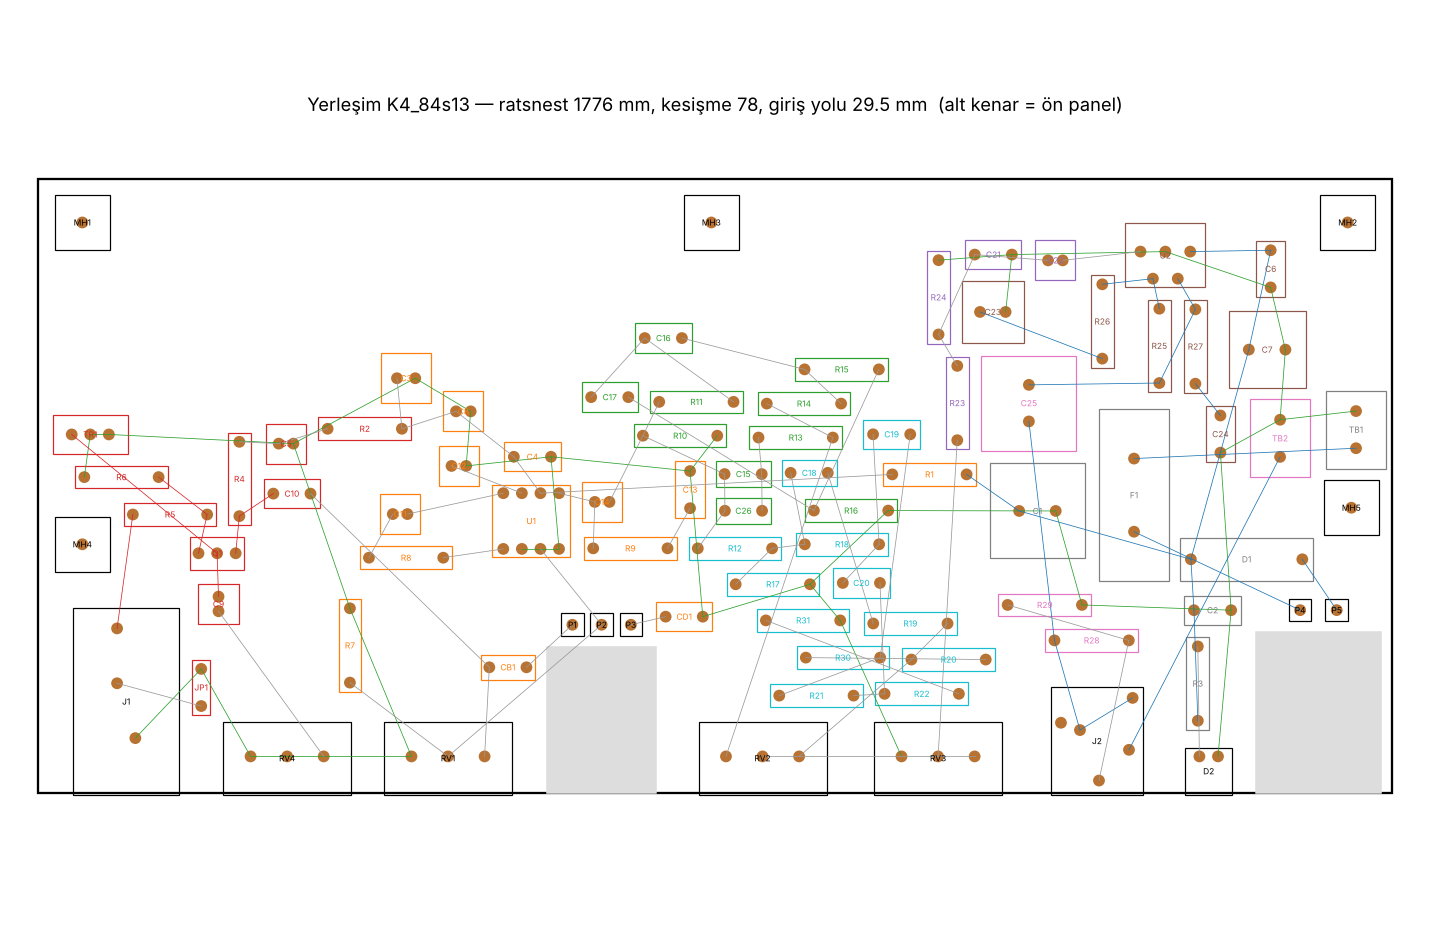 Yerleşim K4_84s13 — ratsnest 1776 mm, kesişme 78, giriş yolu 29.5 mm (alt kenar = ön panel)
MH1
MH3
MH2
C21
C6
R24
C23
R26
R25
R27
C7
C16
R15
C17
R11
R14
R23
C25
R2
R10
R13
C19
C24
TB2
TB1
R6
R4
C10
C4
C13
C15
C18
R1
F1
R5
U1
C26
R16
MH5
MH4
R8
R9
R12
R18
D1
R17
C20
R29
C2
P4
P5
R7
CD1
P1
P2
P3
R31
R19
R28
J1
JP1
CB1
R30
R20
R3
R21
R22
RV4
RV1
RV2
RV3
J2
D2